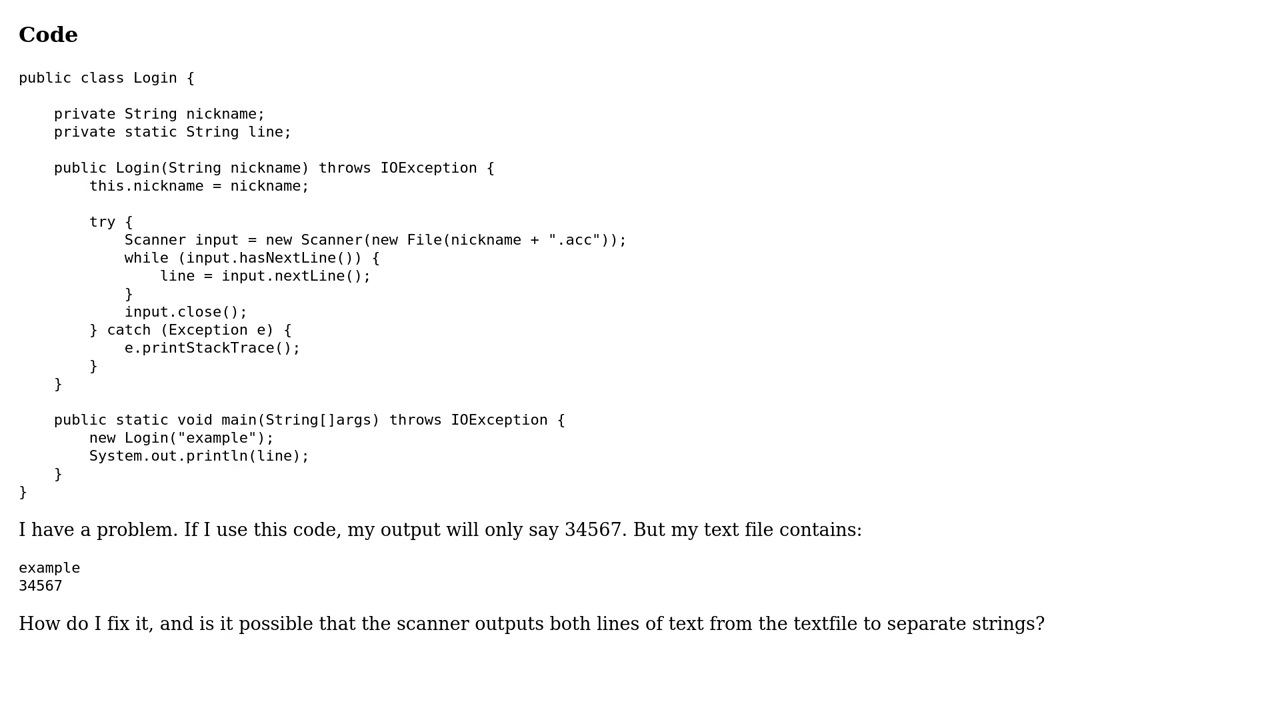 Code
public class Login {
    private String nickname;
    private static String line;
    public Login(String nickname) throws IOException {
        this.nickname = nickname;
        try {
            Scanner input = new Scanner(new File(nickname + ".acc"));
            while (input.hasNextLine()) {
                line = input.nextLine();
            }
            input.close();
        } catch (Exception e) {
            e.printStackTrace();
        }
    }
    public static void main(String[]args) throws IOException {
        new Login("example");
        System.out.println(line);
    }
}
I have a problem. If I use this code, my output will only say 34567. But my text file contains:
example
34567
How do I fix it, and is it possible that the scanner outputs both lines of text from the textfile to separate strings?